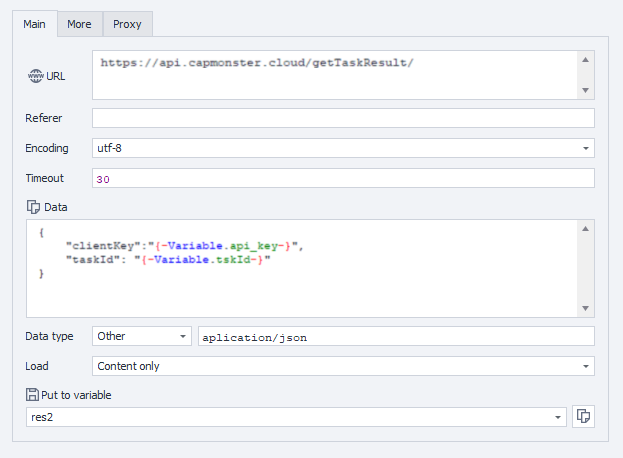 Main More Proxy
www URL https://api.capmonster.cloud/getTaskResult/
Referer
Encoding utf-8
Timeout 30
Data
{
"clientKey":"{-Variable.api_key-}",
"taskId": "{-Variable.tskId-}"
}
Data type Other aplication/json
Load Content only
Put to variable
res2